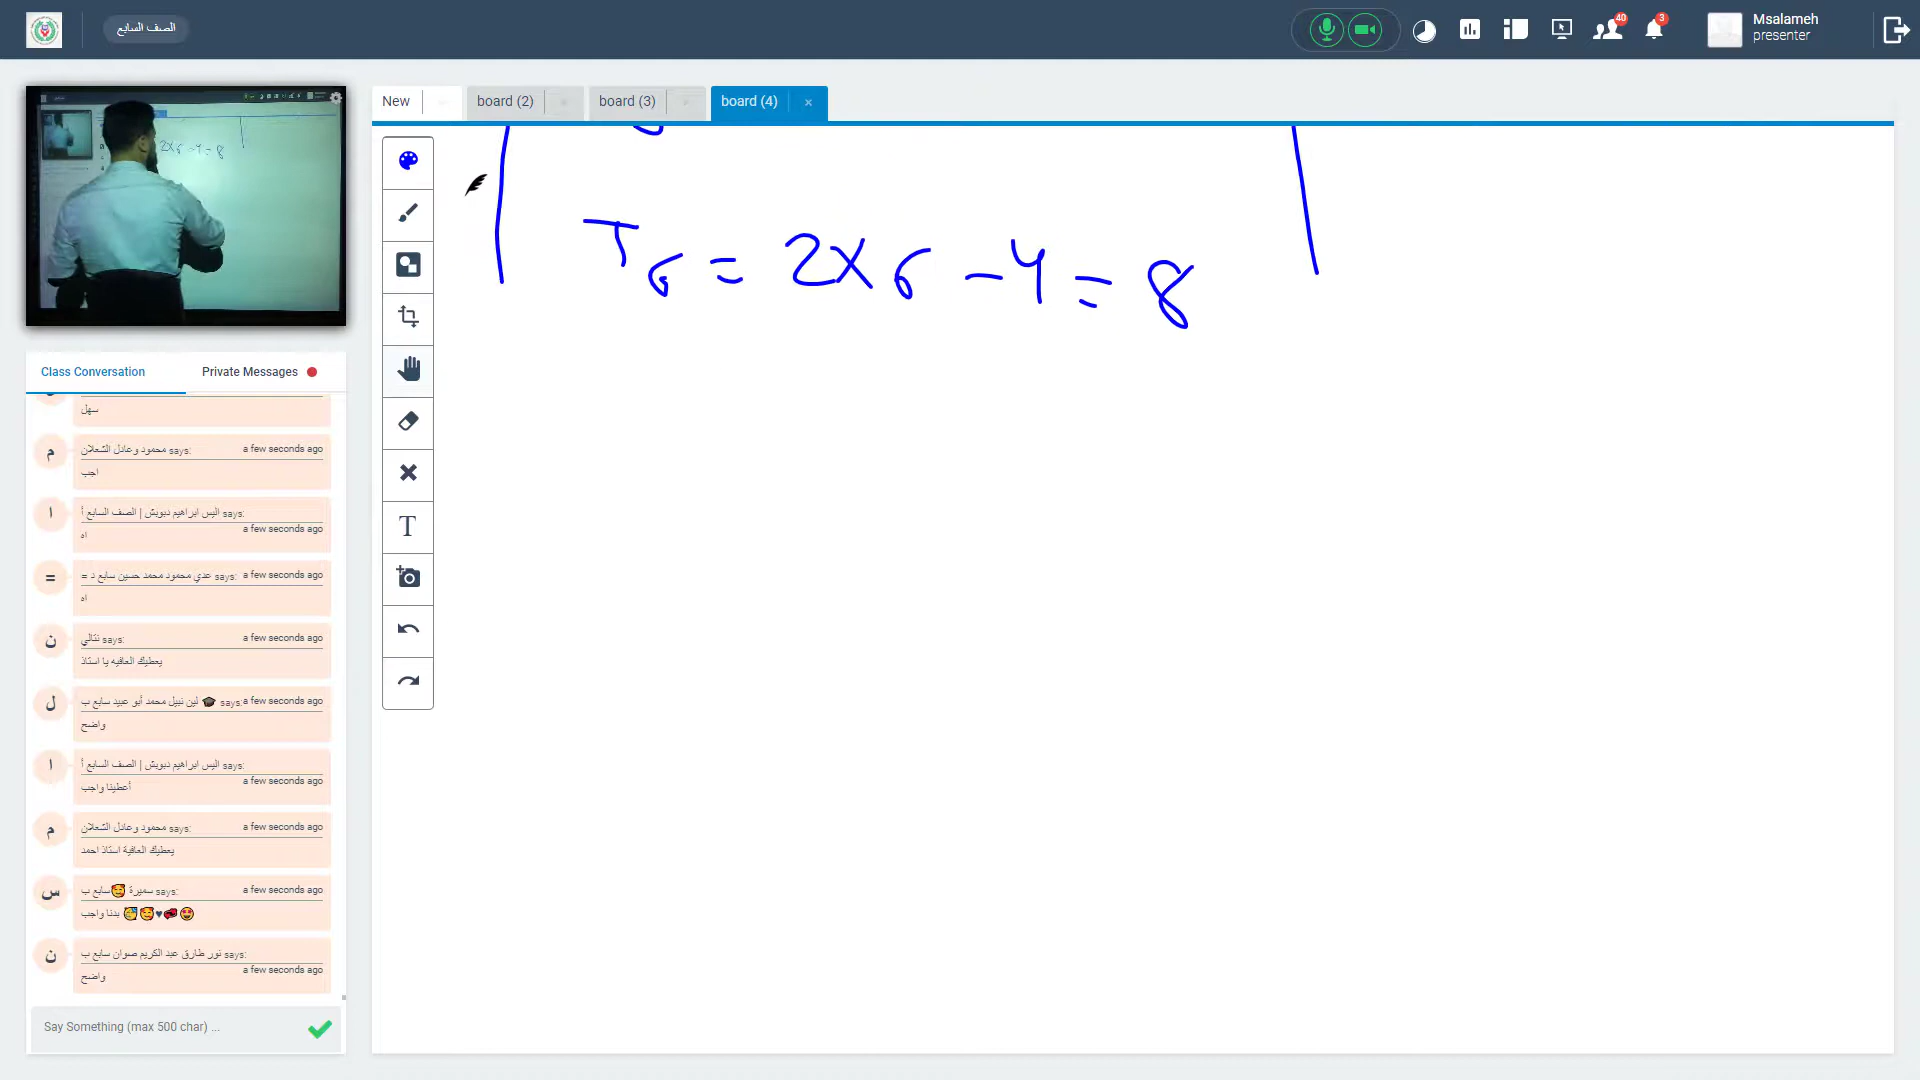 الصف السابع
40
3
Msalameh
presenter
New
board (2)
×
board (3)
×
board (4)
×
T6 = 2X6 -4 = 8
T
Class Conversation
Private Messages
سهل
م
محمود وعادل الشعلان says:
a few seconds ago
اجب
ا
اليس ابراهيم دبويش | الصف السابع أ says:
a few seconds ago
اه
=
عدي محمود محمد حسين سابع د = says:
a few seconds ago
اه
ن
نتالي says:
a few seconds ago
يعطيك العافيه يا استاذ
ل
لين نبيل محمد أبو عبيد سابع ب 🎓 says:
a few seconds ago
واضح
ا
اليس ابراهيم دبويش | الصف السابع أ says:
a few seconds ago
أعطينا واجب
م
محمود وعادل الشعلان says:
a few seconds ago
يعطيك العافية استاذ احمد
س
سميرة 🥰سابع ب says:
a few seconds ago
بدنا واجب
ن
نور طارق عبد الكريم صوان سابع ب says:
a few seconds ago
واضح
Say Something (max 500 char) ...